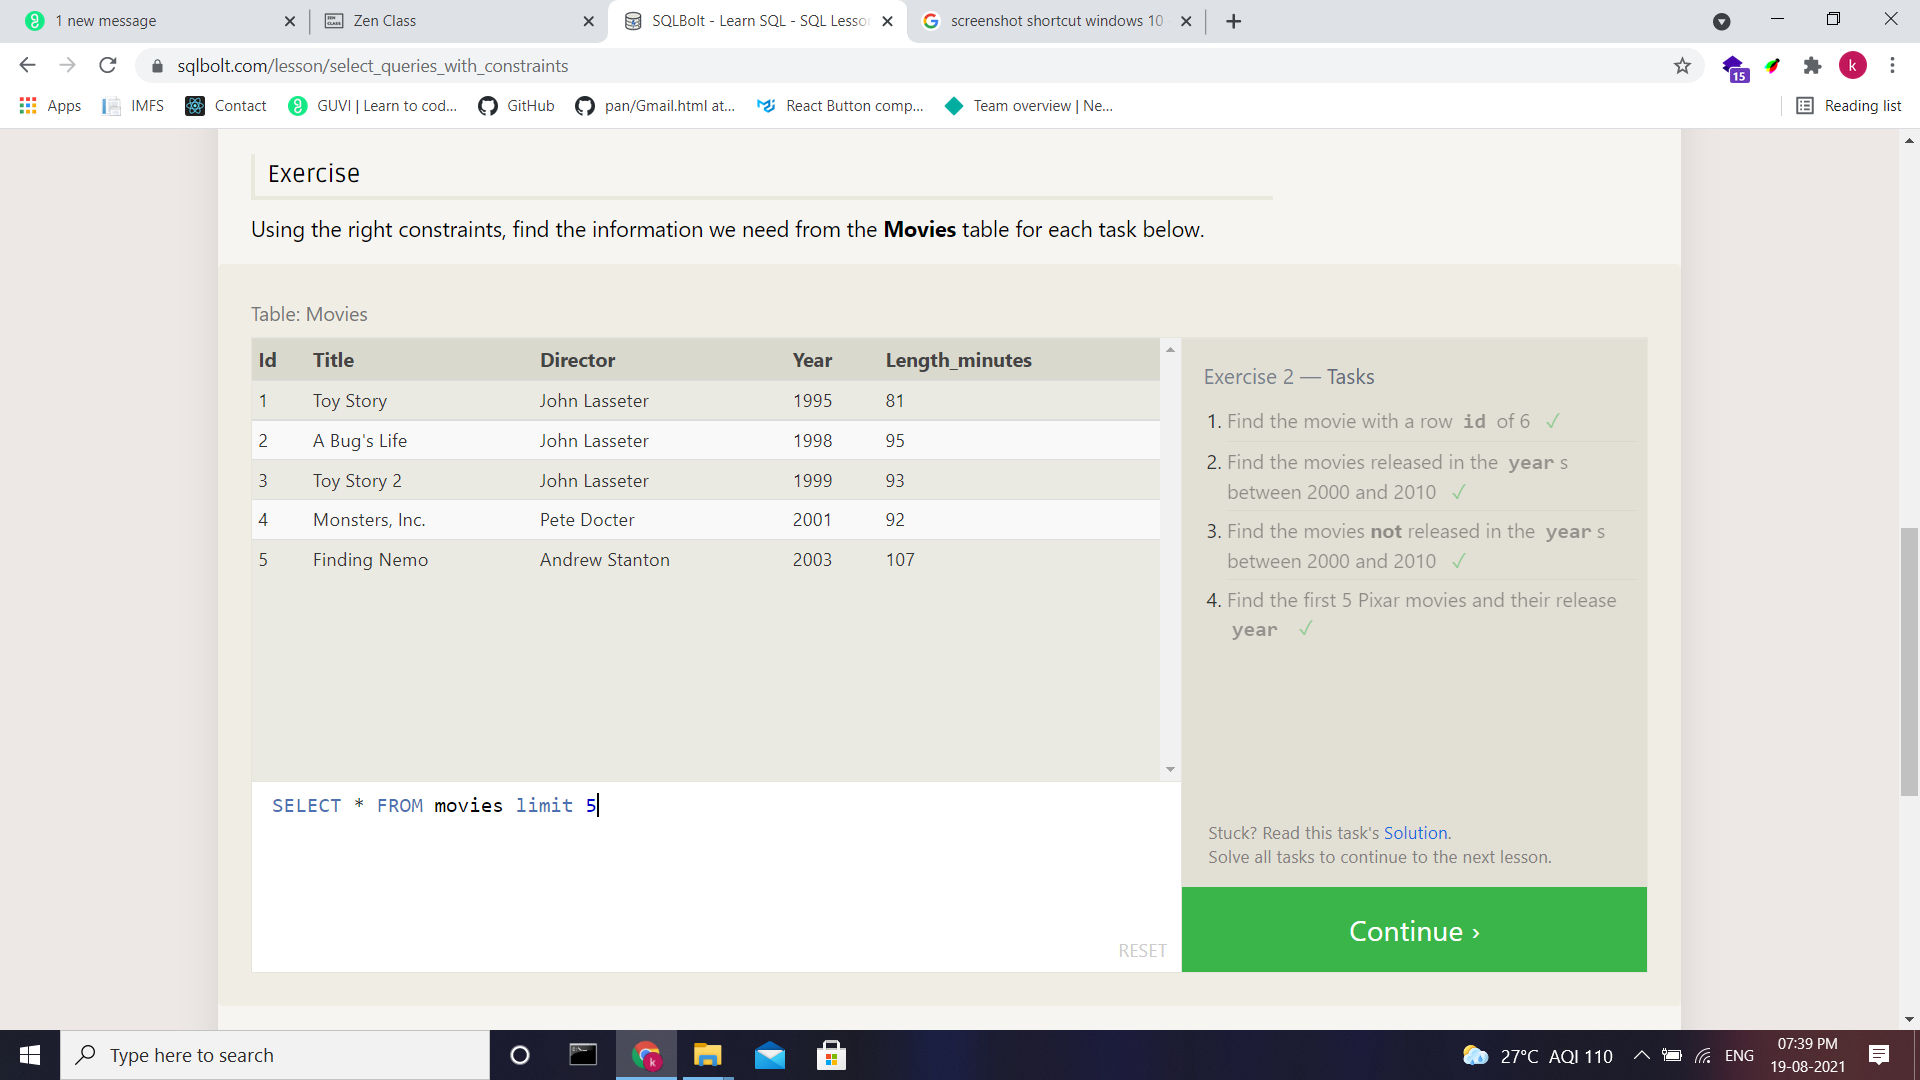 1 new message
Zen Class
SQLBolt - Learn SQL - SQL Lesso
screenshot shortcut windows 10
sqlbolt.com/lesson/select_queries_with_constraints
15
k
Apps
IMFS
Contact
GUVI | Learn to cod...
GitHub
pan/Gmail.html at...
React Button comp...
Team overview | Ne...
Reading list
Exercise
Using the right constraints, find the information we need from the Movies table for each task below.
Table: Movies
Id Title Director Year Length_minutes
1 Toy Story John Lasseter 1995 81
2 A Bug's Life John Lasseter 1998 95
3 Toy Story 2 John Lasseter 1999 93
4 Monsters, Inc. Pete Docter 2001 92
5 Finding Nemo Andrew Stanton 2003 107
SELECT * FROM movies limit 5
RESET
Exercise 2 — Tasks
1. Find the movie with a row id of 6 ✓
2. Find the movies released in the year s
between 2000 and 2010 ✓
3. Find the movies not released in the year s
between 2000 and 2010 ✓
4. Find the first 5 Pixar movies and their release
year ✓
Stuck? Read this task's Solution.
Solve all tasks to continue to the next lesson.
Continue ›
Type here to search
k
27°C AQI 110
ENG
07:39 PM
19-08-2021